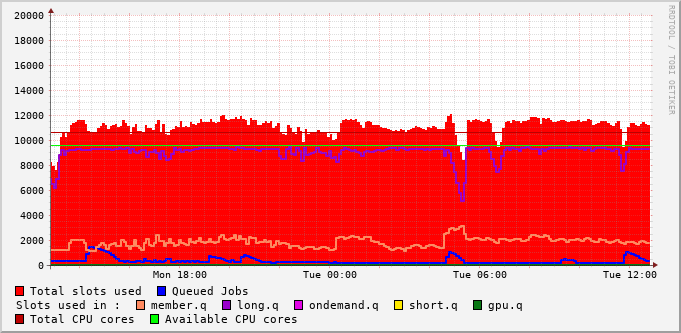 20000
18000
16000
14000
12000
10000
8000
6000
4000
2000
0
Mon 18:00 Tue 00:00 Tue 06:00 Tue 12:00
Total slots used Queued Jobs
Slots used in : member.q long.q ondemand.q short.q gpu.q
Total CPU cores Available CPU cores
RRDTOOL / TOBI OETIKER